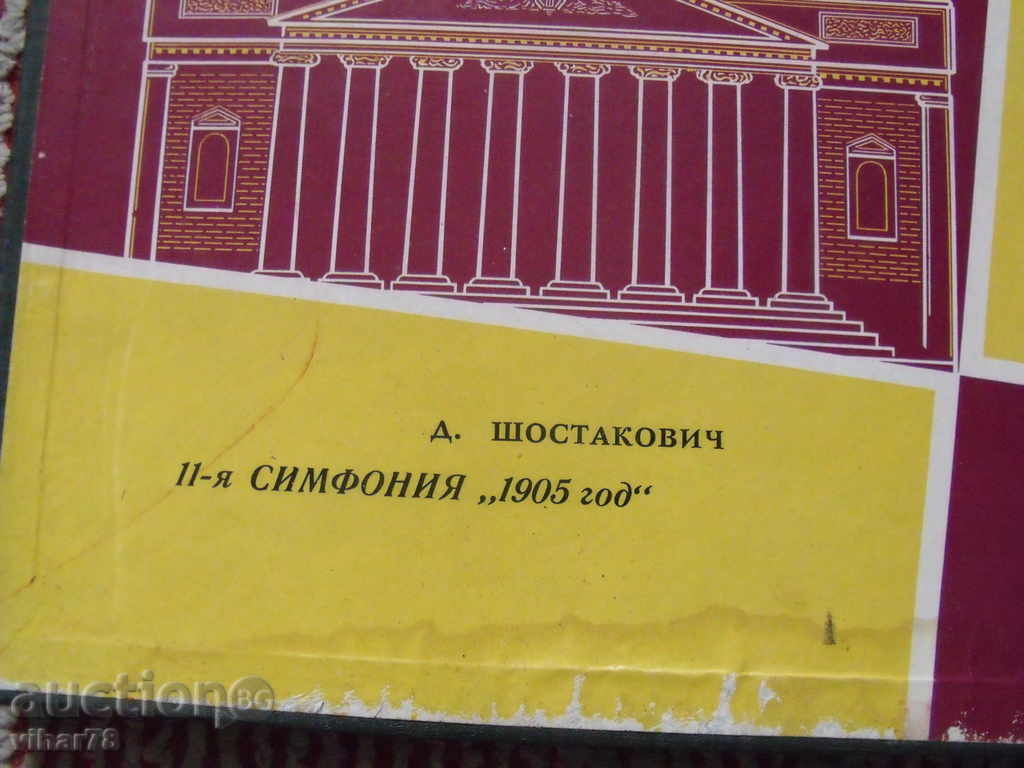 Д. ШОСТАКОВИЧ
11-я СИМФОНИЯ „1905 год“
auction BG
vihar78